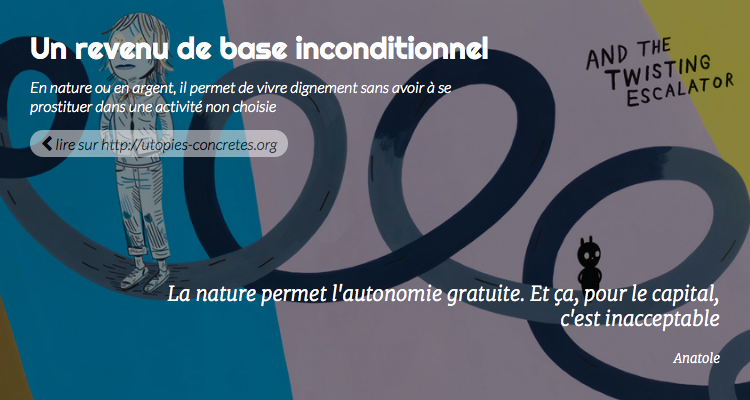 Un revenu de base inconditionnel
En nature ou en argent, il permet de vivre dignement sans avoir à se
prostituer dans une activité non choisie
lire sur http://utopies-concretes.org
AND THE
TWISTING
ESCALATOR
La nature permet l'autonomie gratuite. Et ça, pour le capital,
c'est inacceptable
Anatole